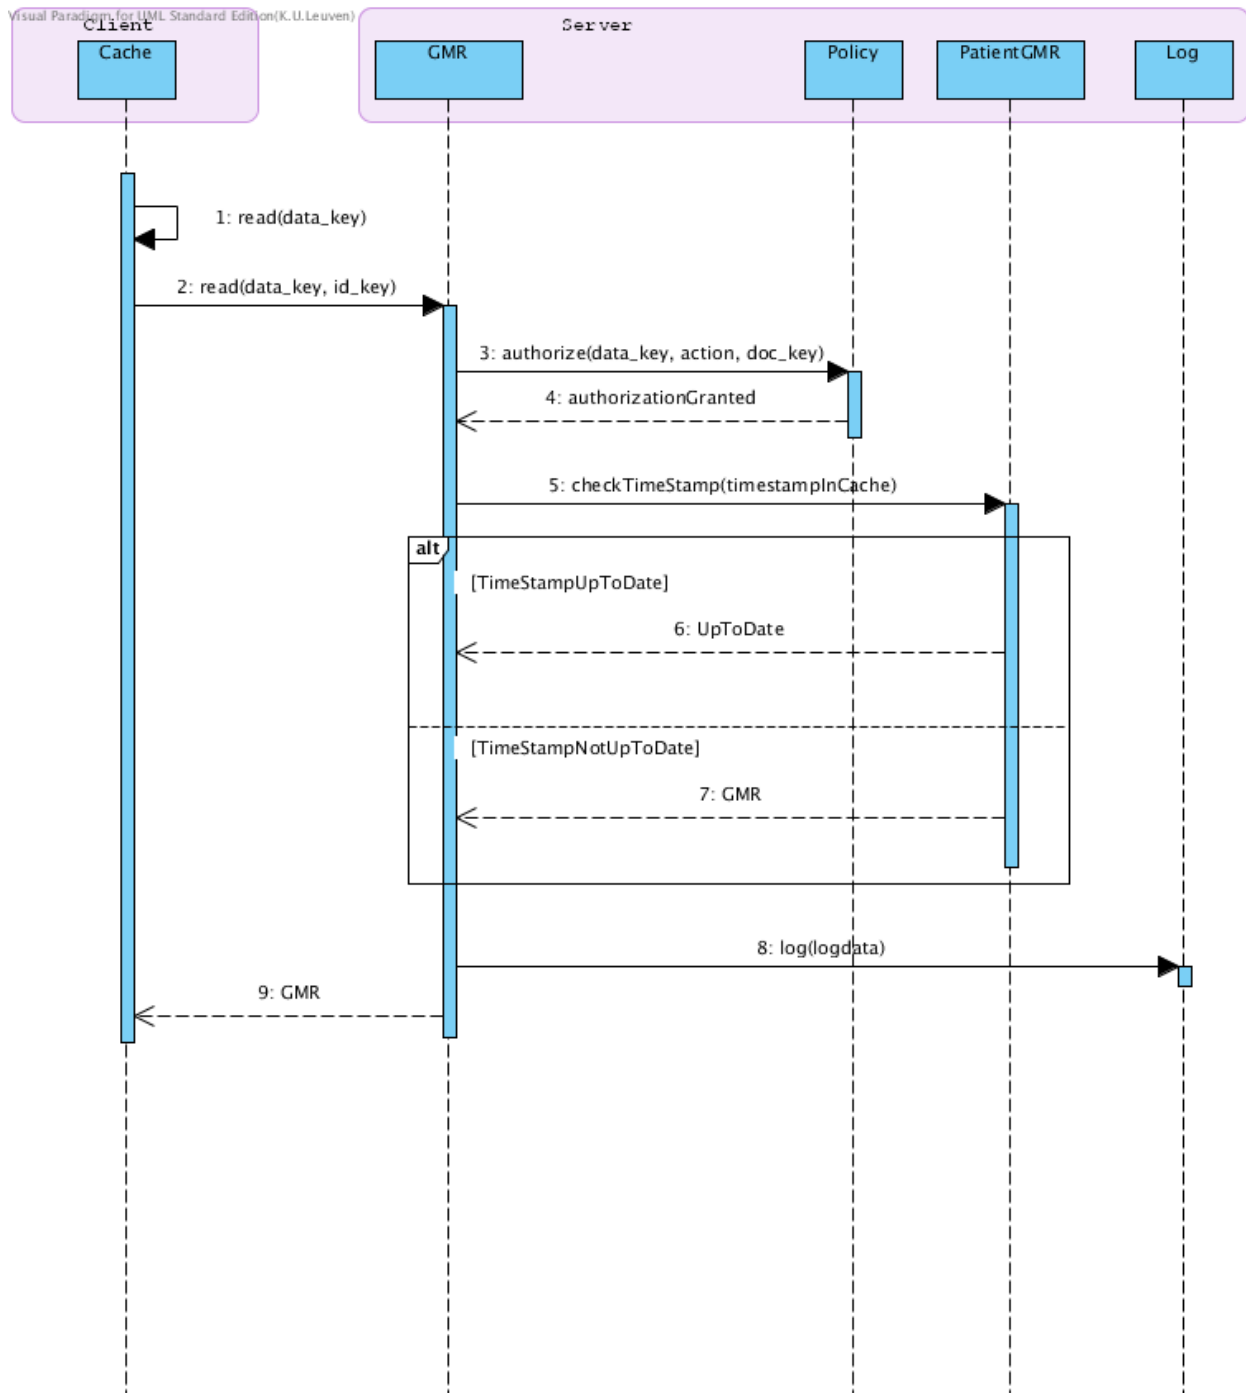 Visual Paradigm for UML Standard Edition(K.U.Leuven)
Client
Server
Cache
GMR
Policy
PatientGMR
Log
1: read(data_key)
2: read(data_key, id_key)
3: authorize(data_key, action, doc_key)
4: authorizationGranted
5: checkTimeStamp(timestampInCache)
alt
[TimeStampUpToDate]
6: UpToDate
[TimeStampNotUpToDate]
7: GMR
8: log(logdata)
9: GMR